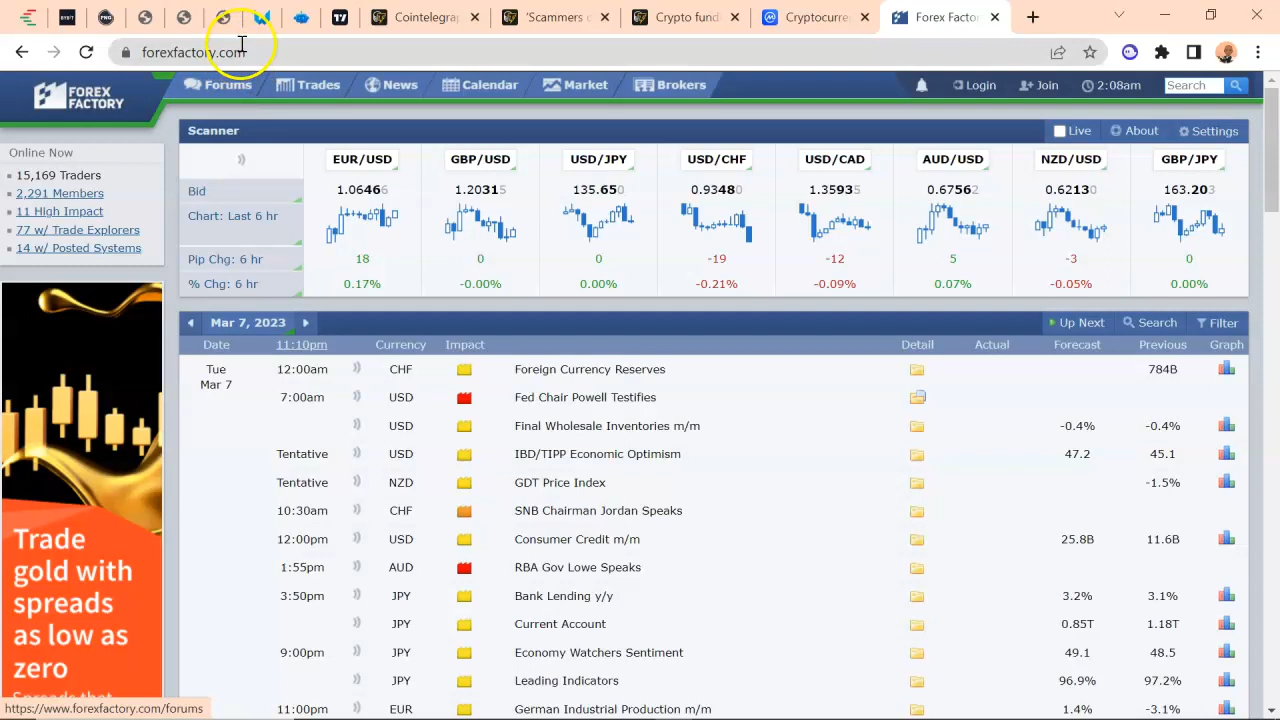 BYBIT
FNG
Cointelegra
'Scammers c
Crypto fund
Cryptocurre
Forex Facto
forexfactory.com
FOREX
FACTORY
Forums
Trades
News
Calendar
Market
Brokers
Login
Join
2:08am
Search
Online Now
15,169 Traders
2,291 Members
11 High Impact
77 w/ Trade Explorers
14 w/ Posted Systems
Trade
gold with
spreads
as low as
zero
Spreads that
Scanner Live About Settings
EUR/USD GBP/USD USD/JPY USD/CHF USD/CAD AUD/USD NZD/USD GBP/JPY
Bid 1.06466 1.20315 135.650 0.93480 1.35935 0.67562 0.62130 163.203
Chart: Last 6 hr
Pip Chg: 6 hr 18 0 0 -19 -12 5 -3 0
% Chg: 6 hr 0.17% -0.00% 0.00% -0.21% -0.09% 0.07% -0.05% 0.00%
Mar 7, 2023 Up Next Search Filter
Date 11:10pm Currency Impact Detail Actual Forecast Previous Graph
Tue 12:00am CHF Foreign Currency Reserves 784B
Mar 7
7:00am USD Fed Chair Powell Testifies
USD Final Wholesale Inventories m/m -0.4% -0.4%
Tentative USD IBD/TIPP Economic Optimism 47.2 45.1
Tentative NZD GDT Price Index -1.5%
10:30am CHF SNB Chairman Jordan Speaks
12:00pm USD Consumer Credit m/m 25.8B 11.6B
1:55pm AUD RBA Gov Lowe Speaks
3:50pm JPY Bank Lending y/y 3.2% 3.1%
JPY Current Account 0.85T 1.18T
9:00pm JPY Economy Watchers Sentiment 49.1 48.5
JPY Leading Indicators 96.9% 97.2%
11:00pm EUR German Industrial Production m/m 1.4% -3.1%
https://www.forexfactory.com/forums